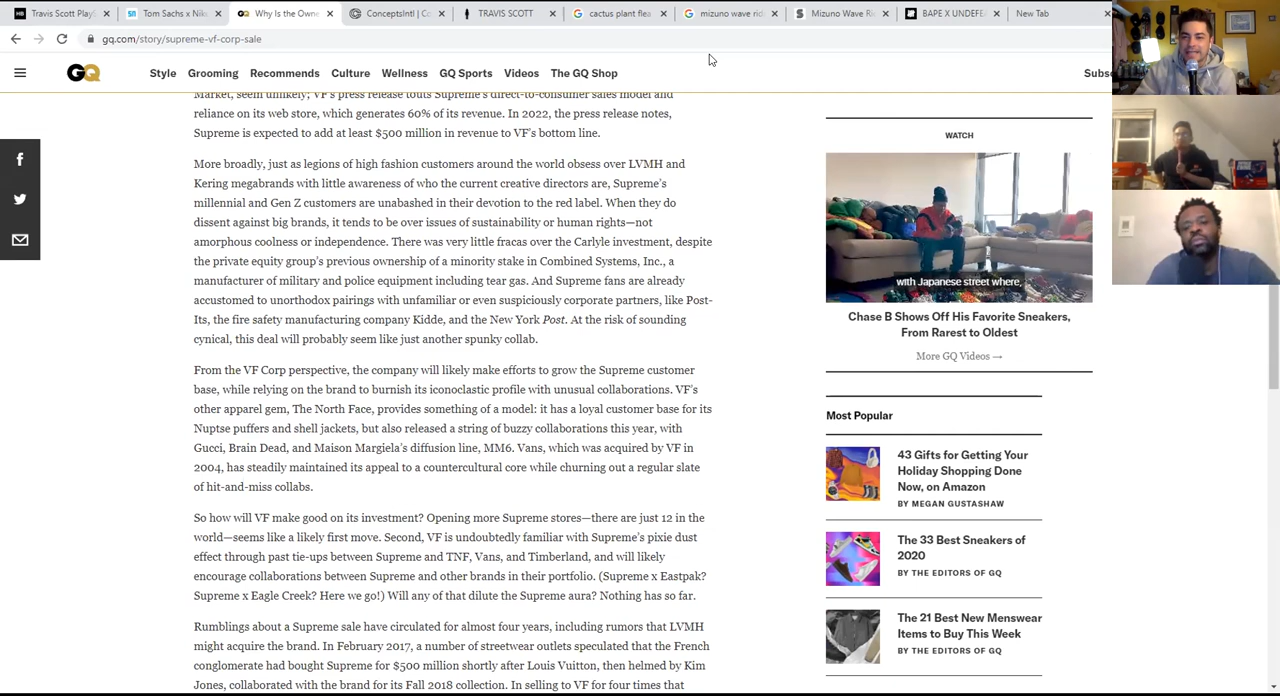 Travis Scott PlayS
Tom Sachs x Nik
Why Is the Owne
ConceptsIntl | Co
TRAVIS SCOTT
cactus plant flea
mizuno wave rid
Mizuno Wave Ri
BAPE X UNDEFE
New Tab
gq.com/story/supreme-vf-corp-sale
GQ
Style
Grooming
Recommends
Culture
Wellness
GQ Sports
Videos
The GQ Shop
Subsc
Market, seem unlikely; VF's press release touts Supreme's direct-to-consumer sales model and
reliance on its web store, which generates 60% of its revenue. In 2022, the press release notes,
Supreme is expected to add at least $500 million in revenue to VF's bottom line.
More broadly, just as legions of high fashion customers around the world obsess over LVMH and
Kering megabrands with little awareness of who the current creative directors are, Supreme's
millennial and Gen Z customers are unabashed in their devotion to the red label. When they do
dissent against big brands, it tends to be over issues of sustainability or human rights—not
amorphous coolness or independence. There was very little fracas over the Carlyle investment, despite
the private equity group's previous ownership of a minority stake in Combined Systems, Inc., a
manufacturer of military and police equipment including tear gas. And Supreme fans are already
accustomed to unorthodox pairings with unfamiliar or even suspiciously corporate partners, like Post-
Its, the fire safety manufacturing company Kidde, and the New York Post. At the risk of sounding
cynical, this deal will probably seem like just another spunky collab.
From the VF Corp perspective, the company will likely make efforts to grow the Supreme customer
base, while relying on the brand to burnish its iconoclastic profile with unusual collaborations. VF's
other apparel gem, The North Face, provides something of a model: it has a loyal customer base for its
Nuptse puffers and shell jackets, but also released a string of buzzy collaborations this year, with
Gucci, Brain Dead, and Maison Margiela's diffusion line, MM6. Vans, which was acquired by VF in
2004, has steadily maintained its appeal to a countercultural core while churning out a regular slate
of hit-and-miss collabs.
So how will VF make good on its investment? Opening more Supreme stores—there are just 12 in the
world—seems like a likely first move. Second, VF is undoubtedly familiar with Supreme's pixie dust
effect through past tie-ups between Supreme and TNF, Vans, and Timberland, and will likely
encourage collaborations between Supreme and other brands in their portfolio. (Supreme x Eastpak?
Supreme x Eagle Creek? Here we go!) Will any of that dilute the Supreme aura? Nothing has so far.
Rumblings about a Supreme sale have circulated for almost four years, including rumors that LVMH
might acquire the brand. In February 2017, a number of streetwear outlets speculated that the French
conglomerate had bought Supreme for $500 million shortly after Louis Vuitton, then helmed by Kim
Jones, collaborated with the brand for its Fall 2018 collection. In selling to VF for four times that
WATCH
with Japanese street where,
Chase B Shows Off His Favorite Sneakers,
From Rarest to Oldest
More GQ Videos →
Most Popular
43 Gifts for Getting Your
Holiday Shopping Done
Now, on Amazon
BY MEGAN GUSTASHAW
The 33 Best Sneakers of
2020
BY THE EDITORS OF GQ
The 21 Best New Menswear
Items to Buy This Week
BY THE EDITORS OF GQ